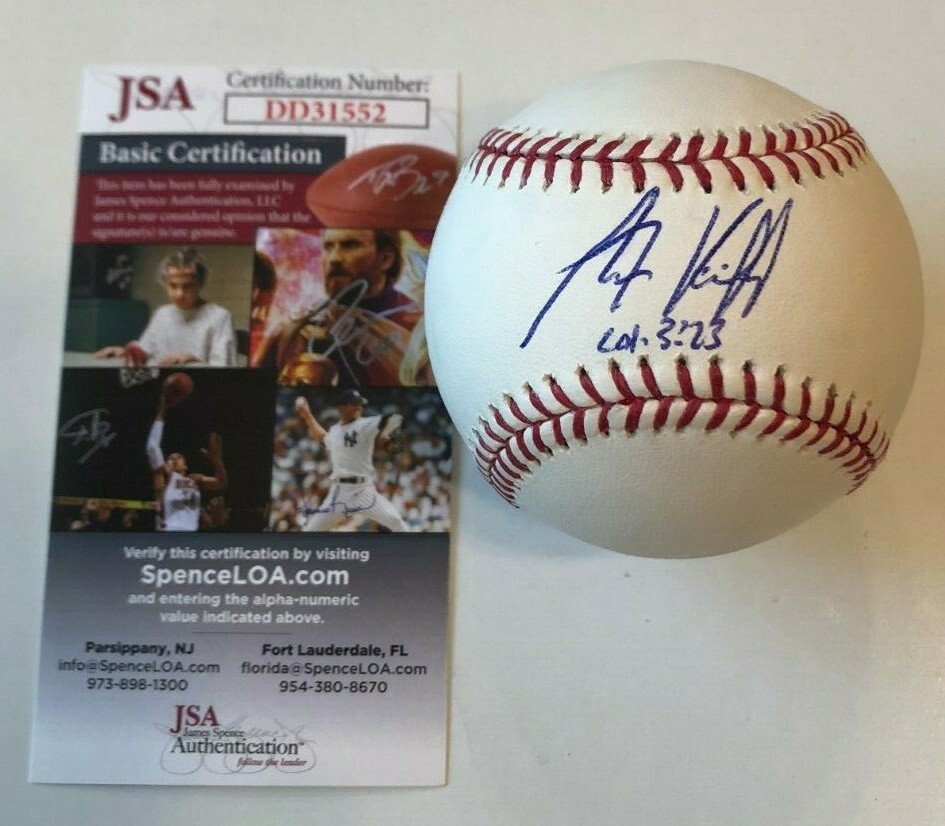 JSA
Certification Number:
DD31552
Basic Certification
This item has been fully examined by
James Spence Authentication, LLC
and it is our considered opinion that the
signature(s) is/are genuine.
Verify this certification by visiting
SpenceLOA.com
and entering the alpha-numeric
value indicated above.
Parsippany, NJ
info@SpenceLOA.com
973-898-1300
Fort Lauderdale, FL
florida@SpenceLOA.com
954-380-8670
JSA
James Spence
Authentication™
follow the leader
Col. 3:23